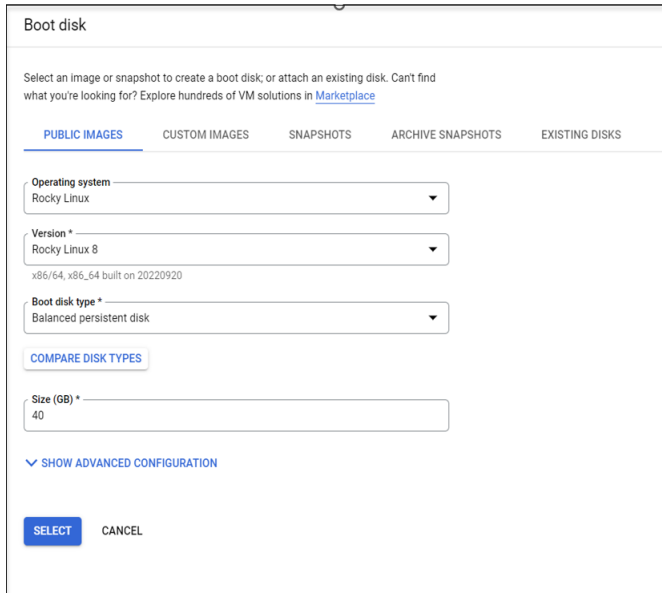 Boot disk
Select an image or snapshot to create a boot disk; or attach an existing disk. Can't find
what you're looking for? Explore hundreds of VM solutions in Marketplace
PUBLIC IMAGES CUSTOM IMAGES SNAPSHOTS ARCHIVE SNAPSHOTS EXISTING DISKS
Operating system
Rocky Linux
Version *
Rocky Linux 8
x86/64, x86_64 built on 20220920
Boot disk type *
Balanced persistent disk
COMPARE DISK TYPES
Size (GB) *
40
SHOW ADVANCED CONFIGURATION
SELECT CANCEL